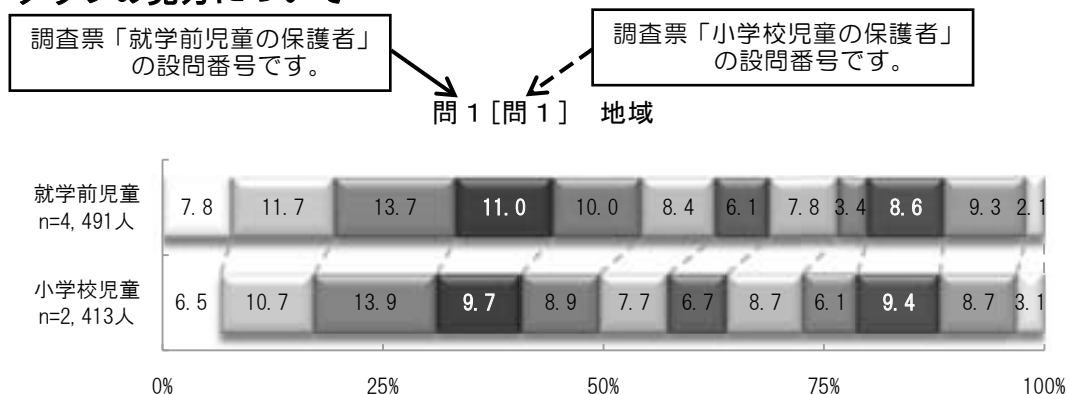 調査票「就学前児童の保護者」
の設問番号です。
調査票「小学校児童の保護者」
の設問番号です。
問1[問1] 地域
就学前児童
n=4,491人
7.8 11.7 13.7 11.0 10.0 8.4 6.1 7.8 3.4 8.6 9.3 2.1
小学校児童
n=2,413人
6.5 10.7 13.9 9.7 8.9 7.7 6.7 8.7 6.1 9.4 8.7 3.1
0% 25% 50% 75% 100%